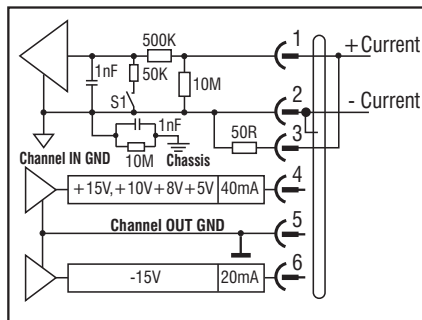 500K
1
+Current
1nF
50K
10M
S1
2
- Current
1nF
50R
3
Channel IN GND
10M
Chassis
4
+15V,+10V+8V+5V 40mA
Channel OUT GND
5
6
-15V 20mA